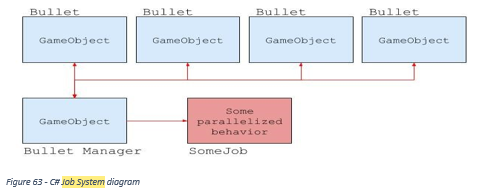 Bullet Bullet Bullet Bullet
GameObject GameObject GameObject GameObject
GameObject
Some
parallelized
behavior
Bullet Manager SomeJob
Figure 63 - C# Job System diagram